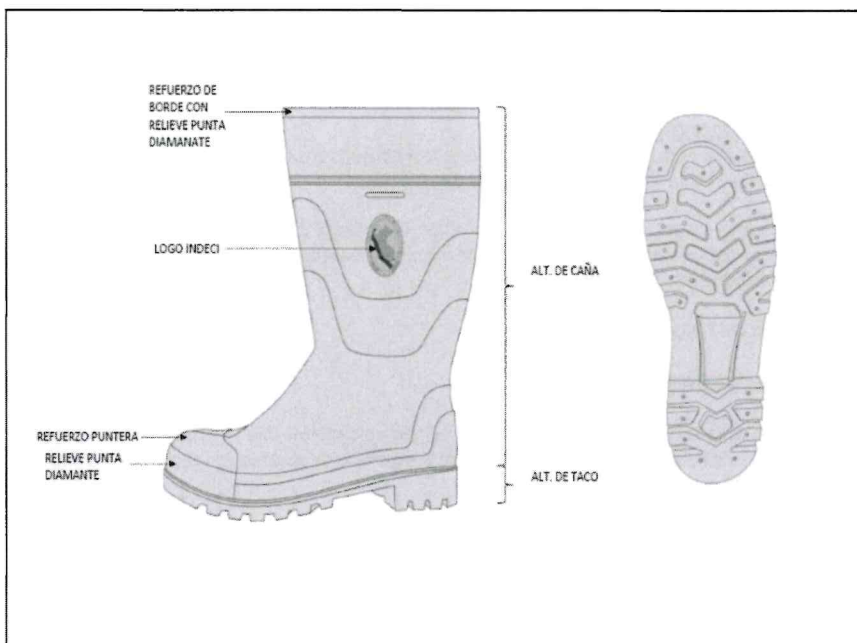 REFUERZO DE
BORDE CON
RELIEVE PUNTA
DIAMANATE
LOGO INDECI
ALT. DE CAÑA
REFUERZO PUNTERA
RELIEVE PUNTA
DIAMANTE
ALT. DE TACO